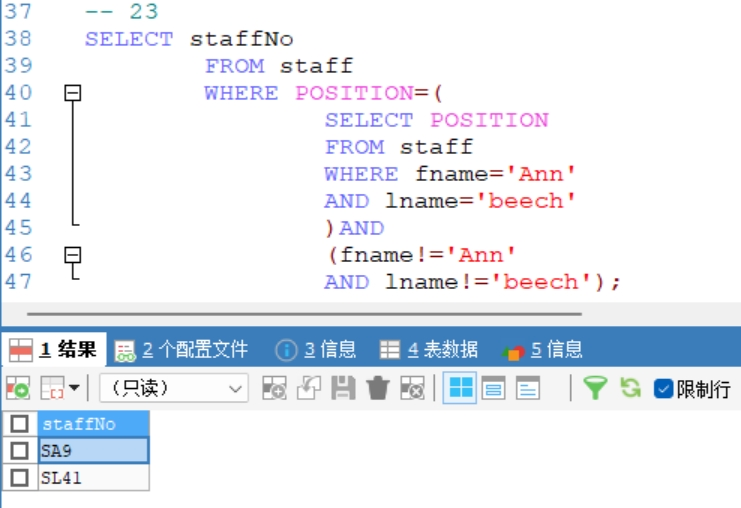 37 -- 23
38 SELECT staffNo
39 FROM staff
40 WHERE POSITION=(
41 SELECT POSITION
42 FROM staff
43 WHERE fname='Ann'
44 AND lname='beech'
45 )AND
46 (fname!='Ann'
47 AND lname!='beech');
1 结果 2 个配置文件 3 信息 4 表数据 5 信息
（只读） 限制行
staffNo
SA9
SL41